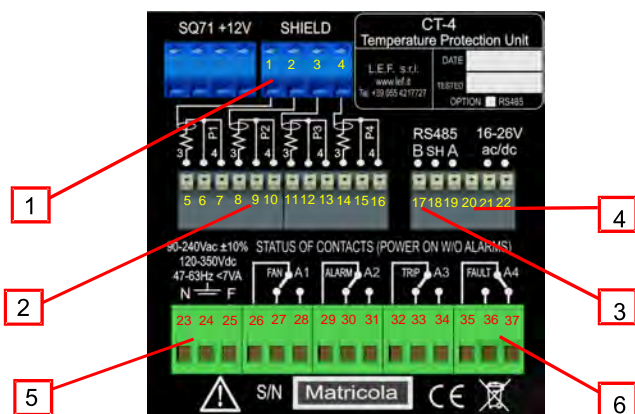 SQ71 +12V SHIELD
CT-4
Temperature Protection Unit
L.E.F. s.r.l.
www.lef.it
Tel. +39 055 4217727
DATE
TESTED
OPTION RS485
1 2 3 4
P1 P2 P3 P4
3 4 3 4 3 4 3 4
RS485 16-26V
B SH A ac/dc
5 6 7 8 9 10 11 12 13 14 15 16 17 18 19 20 21 22
1
2
3
4
90-240Vac ±10% STATUS OF CONTACTS (POWER ON W/O ALARMS)
120-350Vdc
47-63Hz <7VA
N F
FAN A1 ALARM A2 TRIP A3 FAULT A4
23 24 25 26 27 28 29 30 31 32 33 34 35 36 37
5
6
S/N Matricola CE